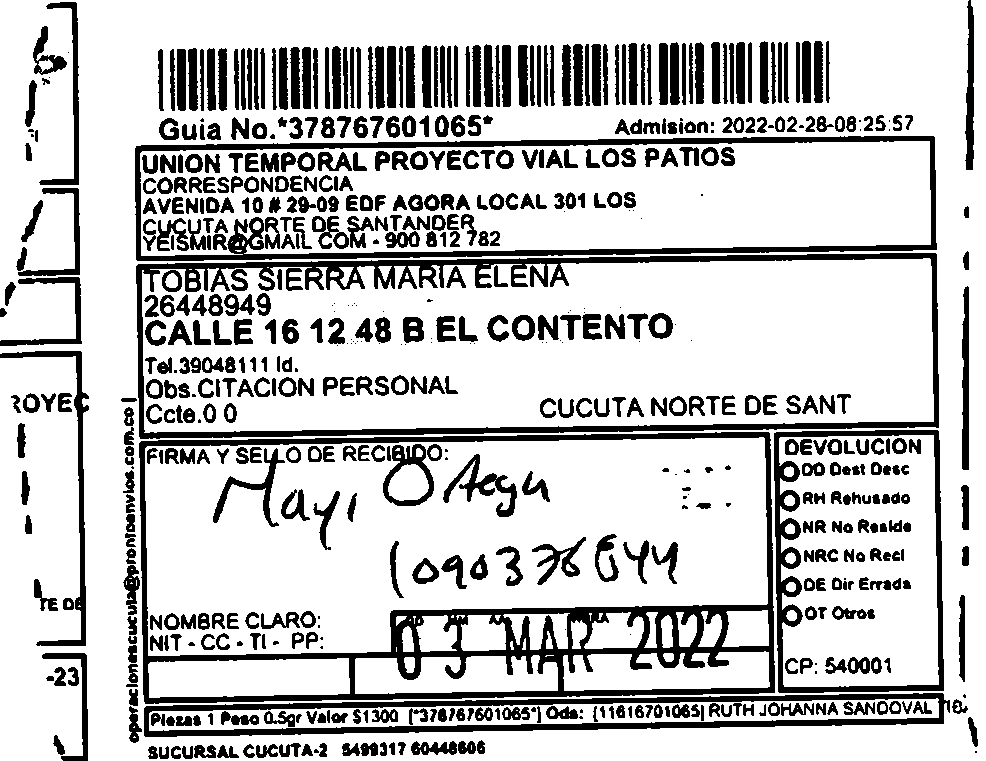 Guia No.*378767601065*
Admision: 2022-02-28-08:25:57
UNION TEMPORAL PROYECTO VIAL LOS PATIOS
CORRESPONDENCIA
AVENIDA 10 # 29-09 EDF AGORA LOCAL 301 LOS
CUCUTA NORTE DE SANTANDER
YEISMIR@GMAIL COM - 900 812 782
TOBIAS SIERRA MARIA ELENA
26448949
CALLE 16 12 48 B EL CONTENTO
Tel.39048111 Id.
Obs.CITACION PERSONAL
Ccte.0 0
CUCUTA NORTE DE SANT
ROYEC
TE DE
-23
operacionescucuta@prontoenvios.com.co |
FIRMA Y SELLO DE RECIBIDO:
Mayi Ortega
1090376844
NOMBRE CLARO:
NIT - CC - TI - PP:
03 MAR 2022
DEVOLUCION
DD Dest Desc
RH Rehusado
NR No Reside
NRC No Recl
DE Dir Errada
OT Otros
CP: 540001
Piezas 1 Peso 0.5gr Valor $1300 [*378767601065*] Ods: [11616701065] RUTH JOHANNA SANDOVAL
SUCURSAL CUCUTA-2 5499317 60448606